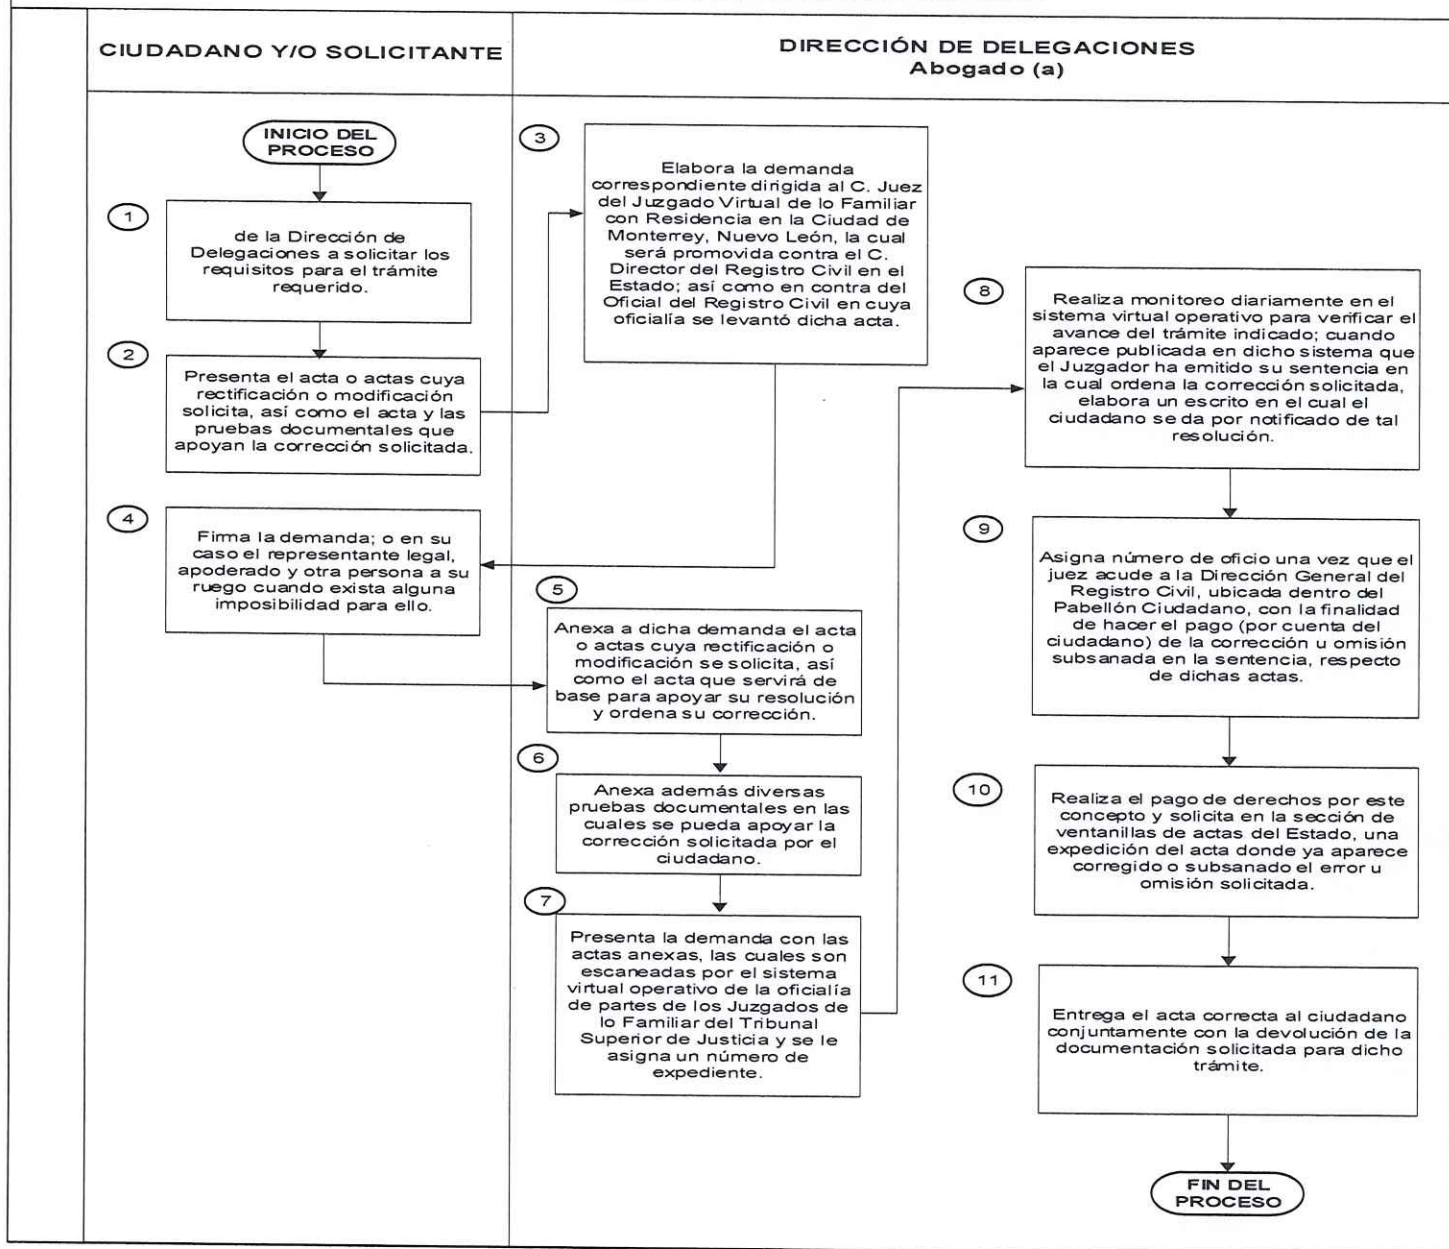 CIUDADANO Y/O SOLICITANTE
DIRECCIÓN DE DELEGACIONES
Abogado (a)
INICIO DEL
PROCESO
1
de la Dirección de
Delegaciones a solicitar los
requisitos para el trámite
requerido.
2
Presenta el acta o actas cuya
rectificación o modificación
solicita, así como el acta y las
pruebas documentales que
apoyan la corrección solicitada.
3
Elabora la demanda
correspondiente dirigida al C. Juez
del Juzgado Virtual de lo Familiar
con Residencia en la Ciudad de
Monterrey, Nuevo León, la cual
será promovida contra el C.
Director del Registro Civil en el
Estado; así como en contra del
Oficial del Registro Civil en cuya
oficialía se levantó dicha acta.
4
Firma la demanda; o en su
caso el representante legal,
apoderado y otra persona a su
ruego cuando exista alguna
imposibilidad para ello.
5
Anexa a dicha demanda el acta
o actas cuya rectificación o
modificación se solicita, así
como el acta que servirá de
base para apoyar su resolución
y ordena su corrección.
6
Anexa además diversas
pruebas documentales en las
cuales se pueda apoyar la
corrección solicitada por el
ciudadano.
7
Presenta la demanda con las
actas anexas, las cuales son
escaneadas por el sistema
virtual operativo de la oficialía
de partes de los Juzgados de
lo Familiar del Tribunal
Superior de Justicia y se le
asigna un número de
expediente.
8
Realiza monitoreo diariamente en el
sistema virtual operativo para verificar el
avance del trámite indicado; cuando
aparece publicada en dicho sistema que
el Juzgador ha emitido su sentencia en
la cual ordena la corrección solicitada,
elabora un escrito en el cual el
ciudadano se da por notificado de tal
resolución.
9
Asigna número de oficio una vez que el
juez acude a la Dirección General del
Registro Civil, ubicada dentro del
Pabellón Ciudadano, con la finalidad
de hacer el pago (por cuenta del
ciudadano) de la corrección u omisión
subsanada en la sentencia, respecto
de dichas actas.
10
Realiza el pago de derechos por este
concepto y solicita en la sección de
ventanillas de actas del Estado, una
expedición del acta donde ya aparece
corregido o subsanado el error u
omisión solicitada.
11
Entrega el acta correcta al ciudadano
conjuntamente con la devolución de la
documentación solicitada para dicho
trámite.
FIN DEL
PROCESO